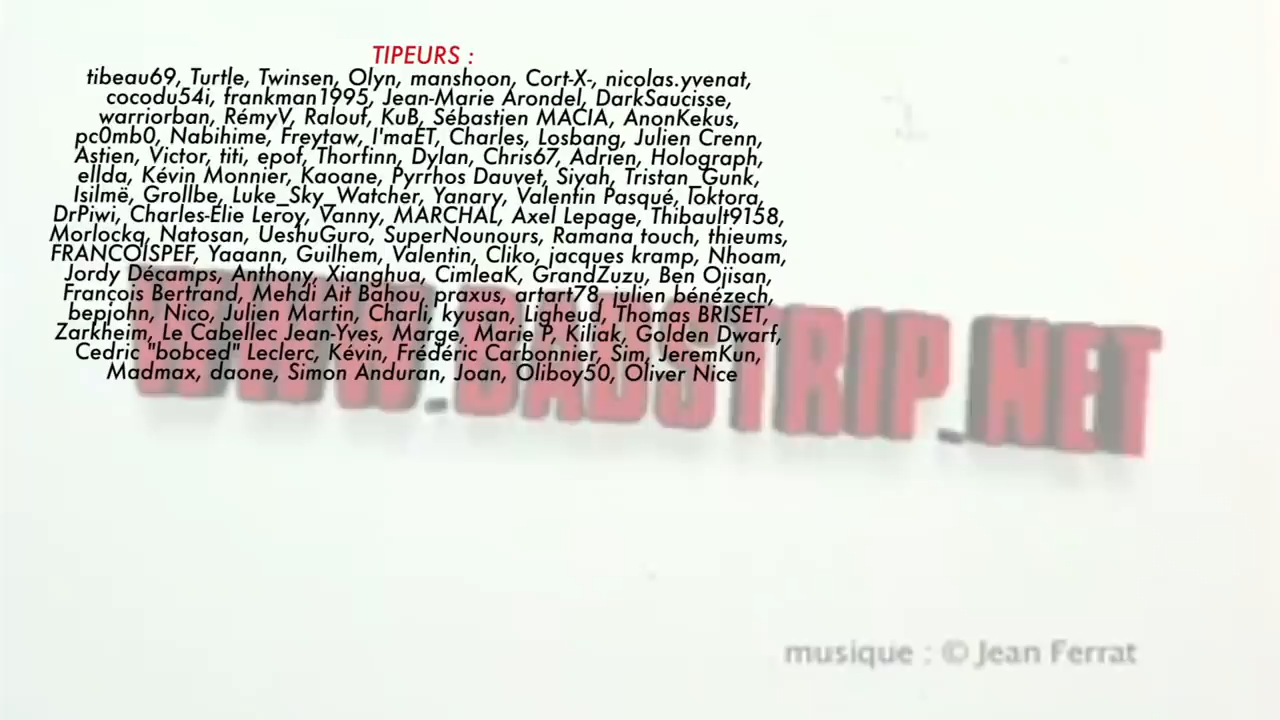 TIPEURS :
tibeau69, Turtle, Twinsen, Olyn, manshoon, Cort-X-, nicolas.yvenat,
cocodu54i, frankman1995, Jean-Marie Arondel, DarkSaucisse,
warriorban, RémyV, Ralouf, KuB, Sébastien MACIA, AnonKekus,
pc0mb0, Nabihime, Freytaw, I'maET, Charles, Losbang, Julien Crenn,
Astien, Victor, titi, epof, Thorfinn, Dylan, Chris67, Adrien, Holograph,
ellda, Kévin Monnier, Kaoane, Pyrrhos Dauvet, Siyah, Tristan_Gunk,
Isilmë, Grollbe, Luke_Sky_Watcher, Yanary, Valentin Pasqué, Toktora,
DrPiwi, Charles-Elie Leroy, Vanny, MARCHAL, Axel Lepage, Thibault9158,
Morlockq, Natosan, UeshuGuro, SuperNounours, Ramana touch, thieums,
FRANCOISPEF, Yaaann, Guilhem, Valentin, Cliko, jacques kramp, Nhoam,
Jordy Décamps, Anthony, Xianghua, CimleaK, GrandZuzu, Ben Ojisan,
François Bertrand, Mehdi Ait Bahou, praxus, artart78, julien bénézech,
bepjohn, Nico, Julien Martin, Charli, kyusan, Ligheud, Thomas BRISET,
Zarkheim, Le Cabellec Jean-Yves, Marge, Marie P, Kiliak, Golden Dwarf,
Cedric "bobced" Leclerc, Kévin, Frédéric Carbonnier, Sim, JeremKun,
Madmax, daone, Simon Anduran, Joan, Oliboy50, Oliver Nice
WWW.BADSTRIP.NET
musique : © Jean Ferrat